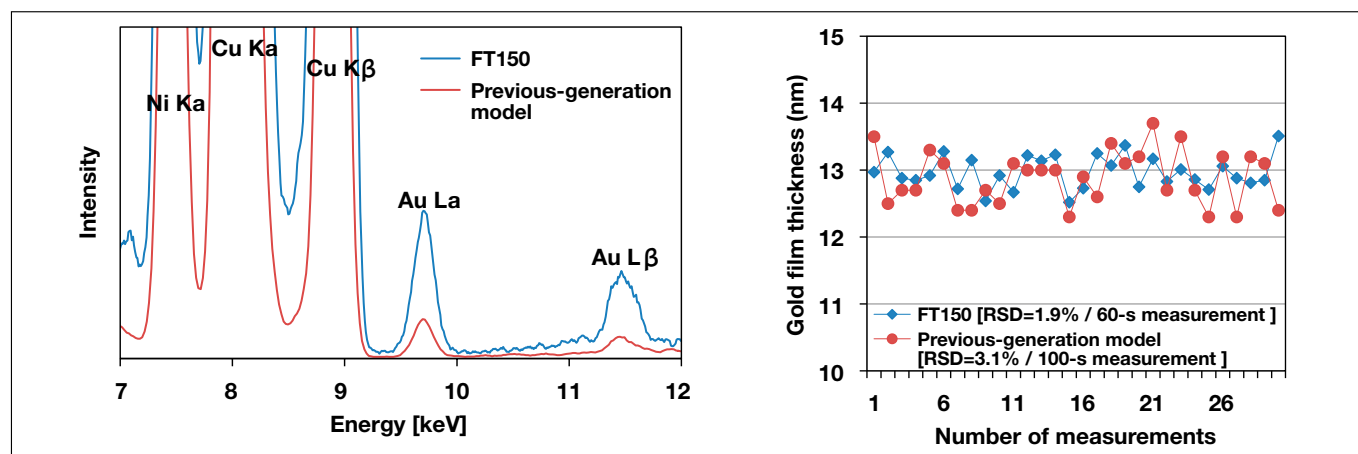 Cu Ka
Cu Kβ
Ni Ka
FT150
Previous-generation
model
Au La
Au L β
Intensity
7
8
9
10
11
12
Energy [keV]
15
14
13
12
11
10
Gold film thickness (nm)
FT150 [RSD=1.9% / 60-s measurement ]
Previous-generation model
[RSD=3.1% / 100-s measurement ]
1
6
11
16
21
26
Number of measurements